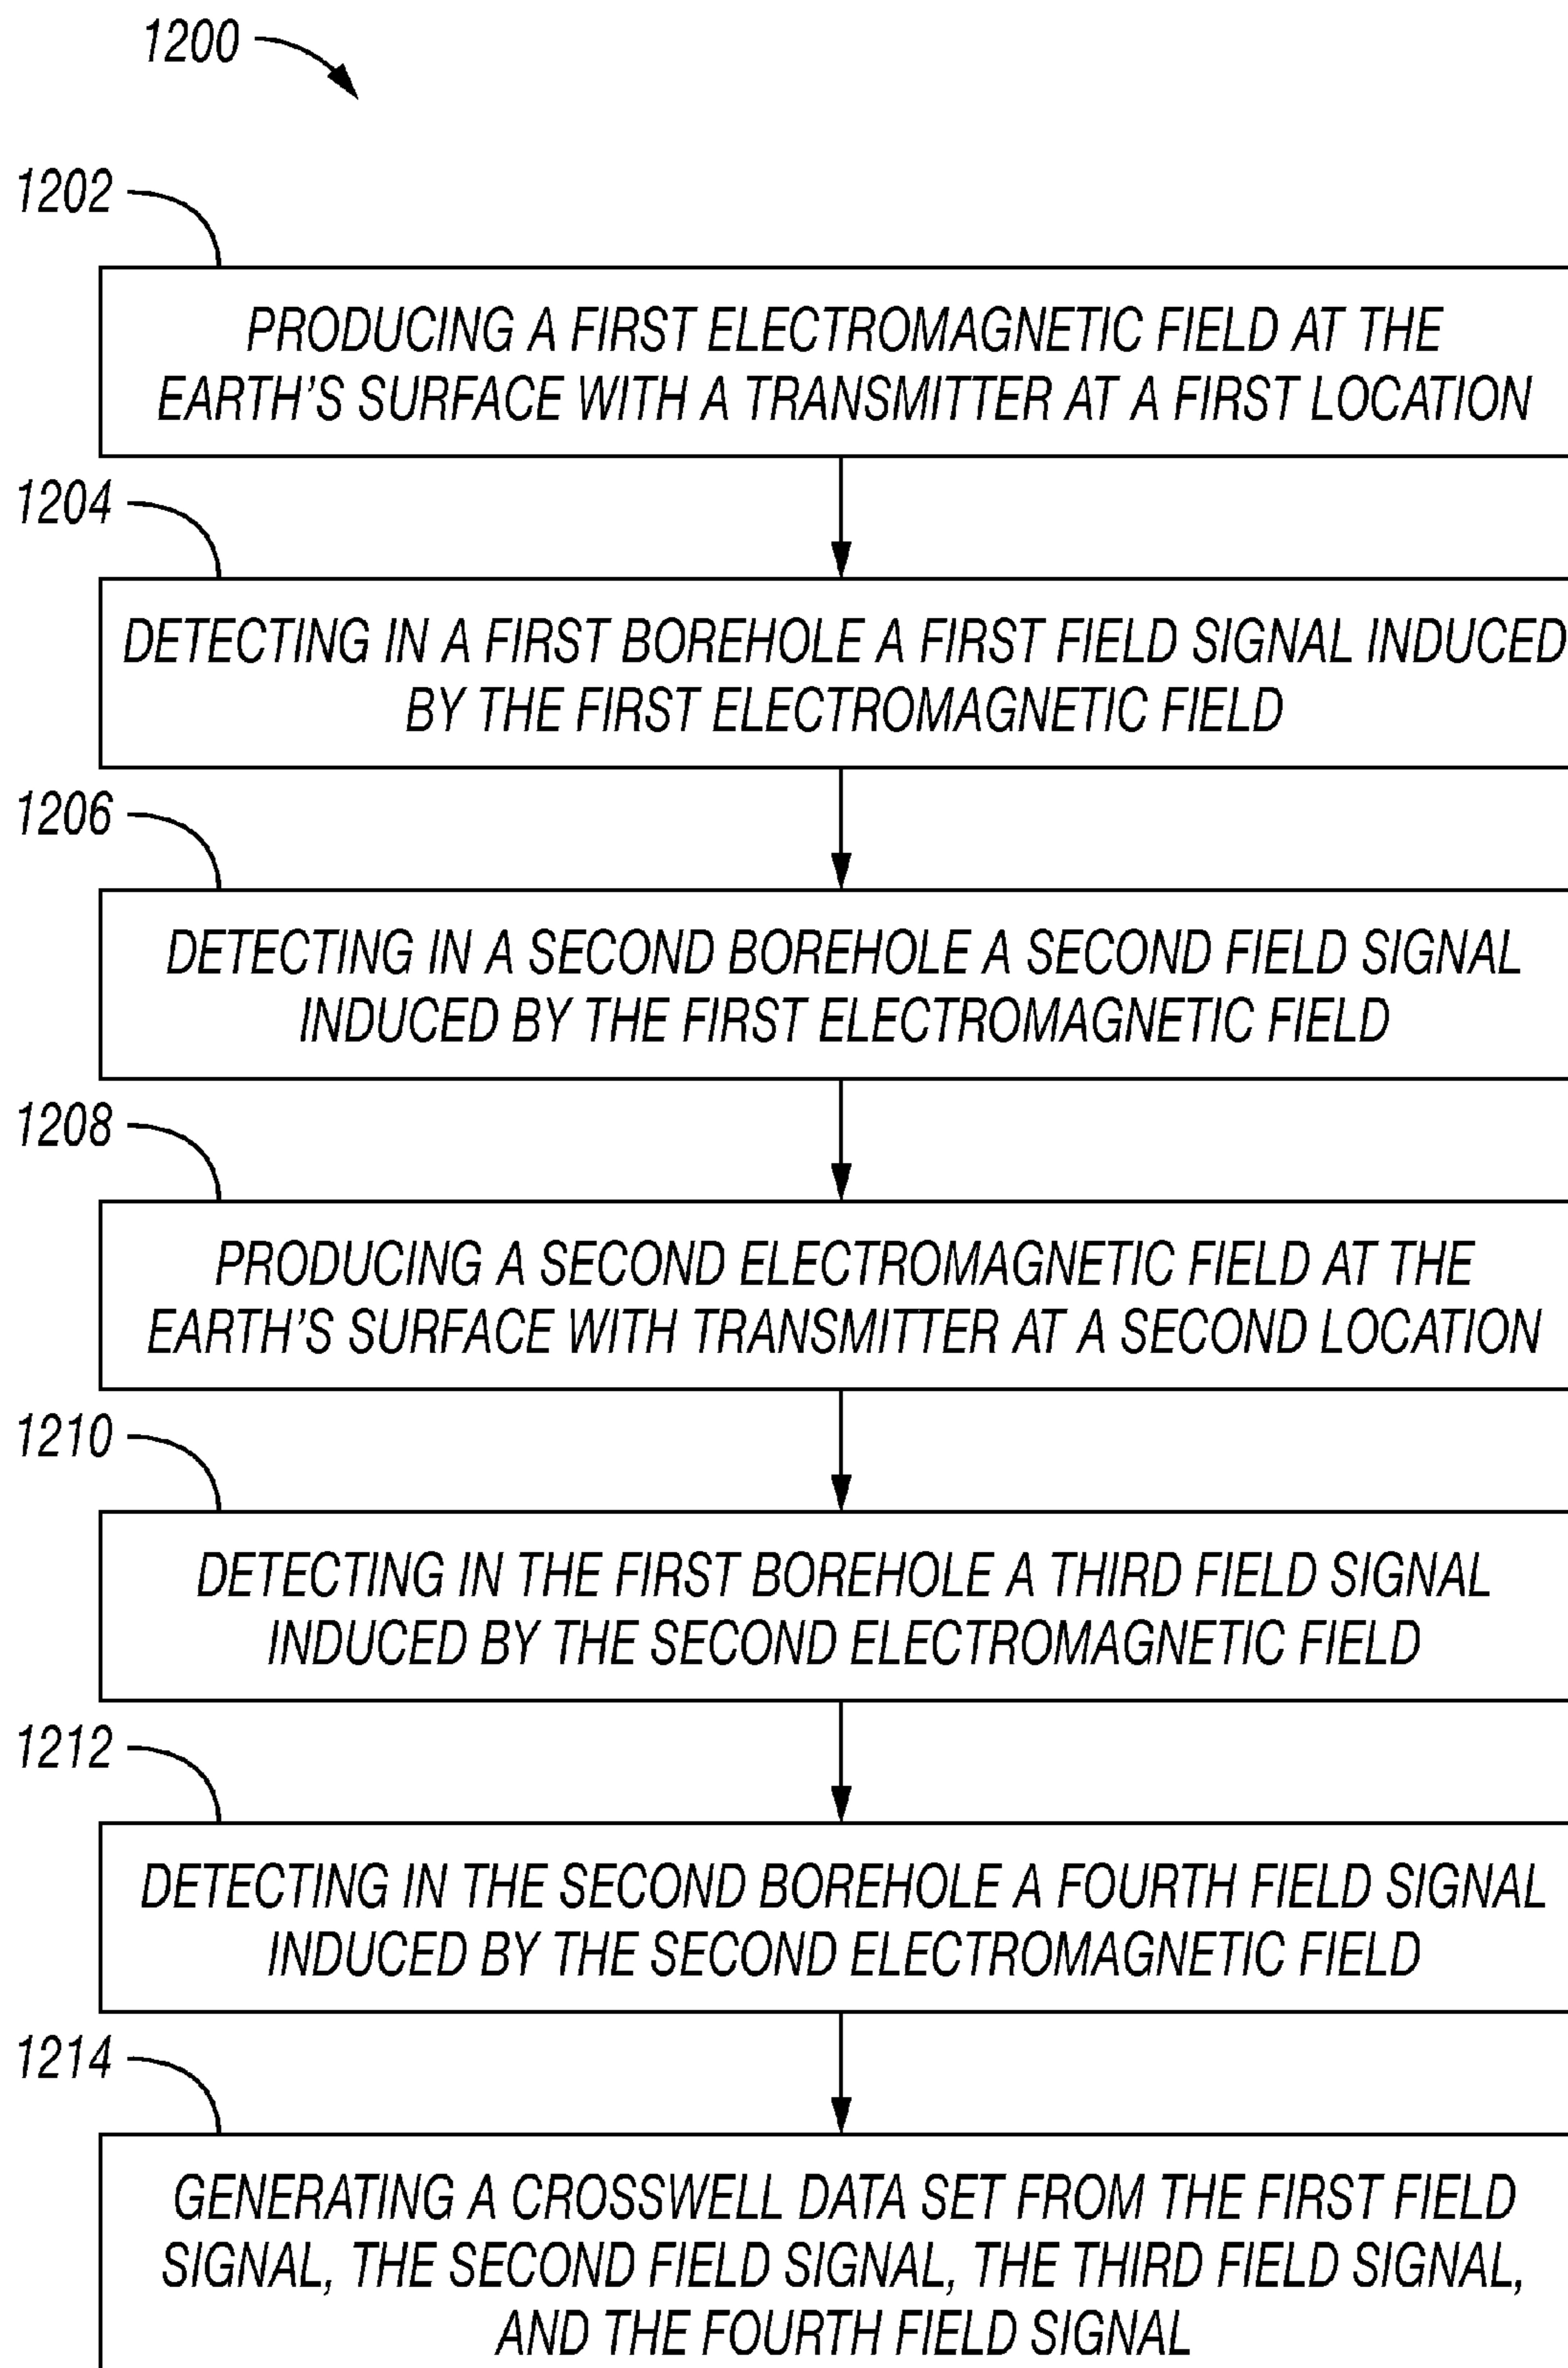 1200
1202
PRODUCING A FIRST ELECTROMAGNETIC FIELD AT THE
EARTH'S SURFACE WITH A TRANSMITTER AT A FIRST LOCATION
1204
DETECTING IN A FIRST BOREHOLE A FIRST FIELD SIGNAL INDUCED
BY THE FIRST ELECTROMAGNETIC FIELD
1206
DETECTING IN A SECOND BOREHOLE A SECOND FIELD SIGNAL
INDUCED BY THE FIRST ELECTROMAGNETIC FIELD
1208
PRODUCING A SECOND ELECTROMAGNETIC FIELD AT THE
EARTH'S SURFACE WITH TRANSMITTER AT A SECOND LOCATION
1210
DETECTING IN THE FIRST BOREHOLE A THIRD FIELD SIGNAL
INDUCED BY THE SECOND ELECTROMAGNETIC FIELD
1212
DETECTING IN THE SECOND BOREHOLE A FOURTH FIELD SIGNAL
INDUCED BY THE SECOND ELECTROMAGNETIC FIELD
1214
GENERATING A CROSSWELL DATA SET FROM THE FIRST FIELD
SIGNAL, THE SECOND FIELD SIGNAL, THE THIRD FIELD SIGNAL,
AND THE FOURTH FIELD SIGNAL